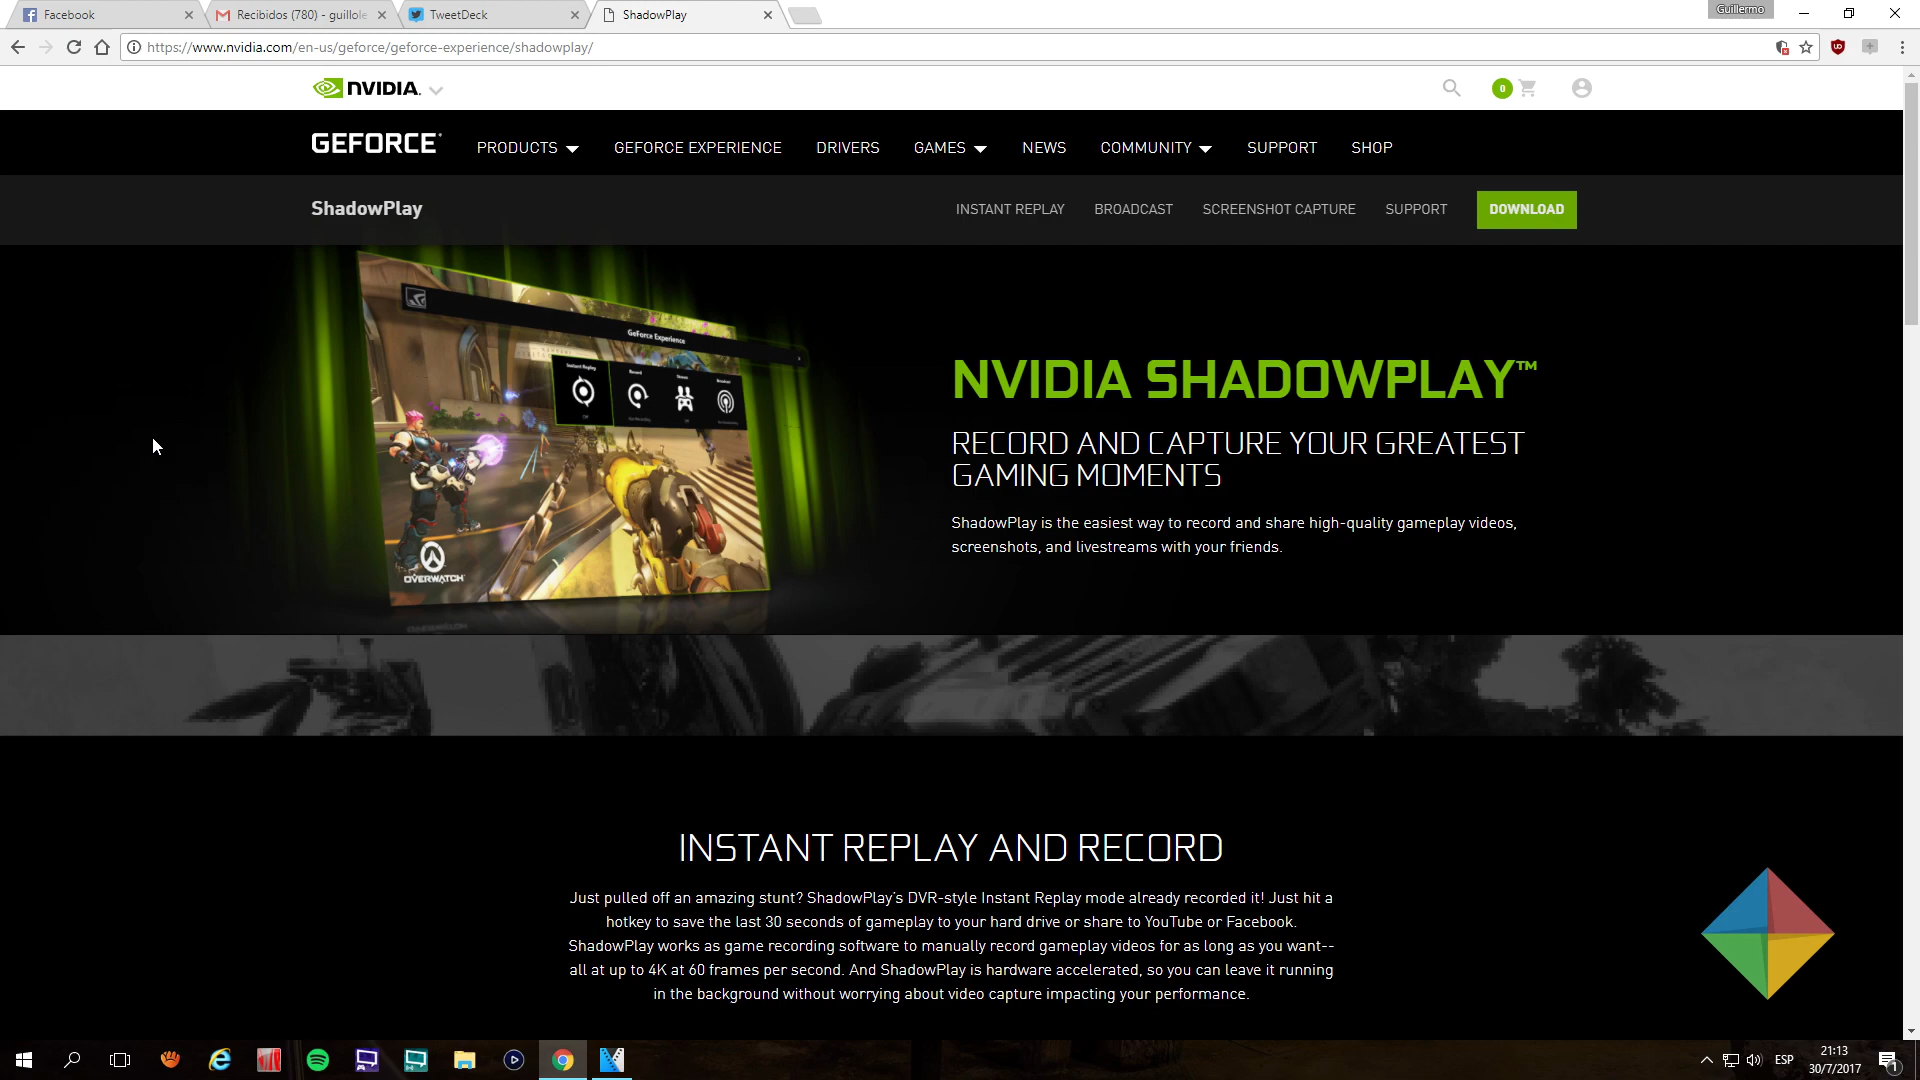 Facebook
Recibidos (780) - guillole
TweetDeck
ShadowPlay
Guillermo
https://www.nvidia.com/en-us/geforce/geforce-experience/shadowplay/
NVIDIA.
0
GEFORCE
PRODUCTS
GEFORCE EXPERIENCE
DRIVERS
GAMES
NEWS
COMMUNITY
SUPPORT
SHOP
ShadowPlay
INSTANT REPLAY
BROADCAST
SCREENSHOT CAPTURE
SUPPORT
DOWNLOAD
GeForce Experience
Instant Replay
Record
Broadcast
Off
OVERWATCH
NVIDIA SHADOWPLAY™
RECORD AND CAPTURE YOUR GREATEST
GAMING MOMENTS
ShadowPlay is the easiest way to record and share high-quality gameplay videos,
screenshots, and livestreams with your friends.
INSTANT REPLAY AND RECORD
Just pulled off an amazing stunt? ShadowPlay's DVR-style Instant Replay mode already recorded it! Just hit a
hotkey to save the last 30 seconds of gameplay to your hard drive or share to YouTube or Facebook.
ShadowPlay works as game recording software to manually record gameplay videos for as long as you want--
all at up to 4K at 60 frames per second. And ShadowPlay is hardware accelerated, so you can leave it running
in the background without worrying about video capture impacting your performance.
ESP
21:13
30/7/2017
1